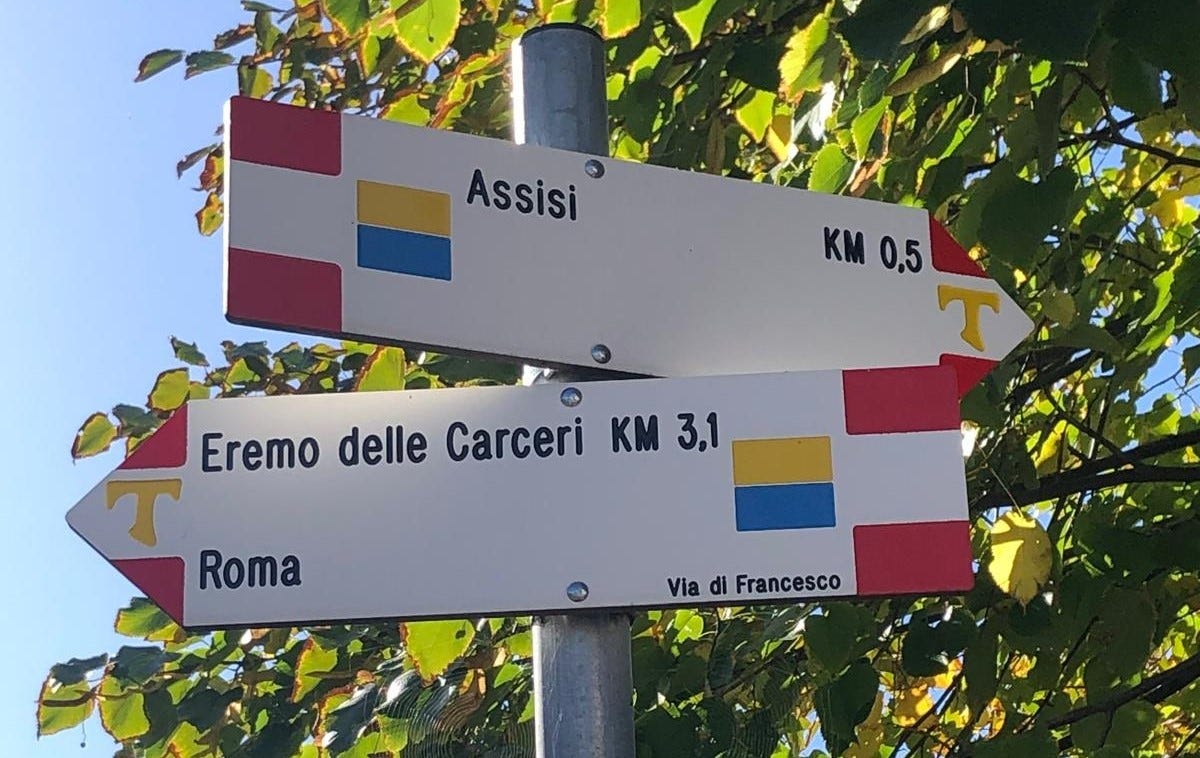 Assisi
KM 0,5
Eremo delle Carceri KM 3,1
Roma
Via di Francesco